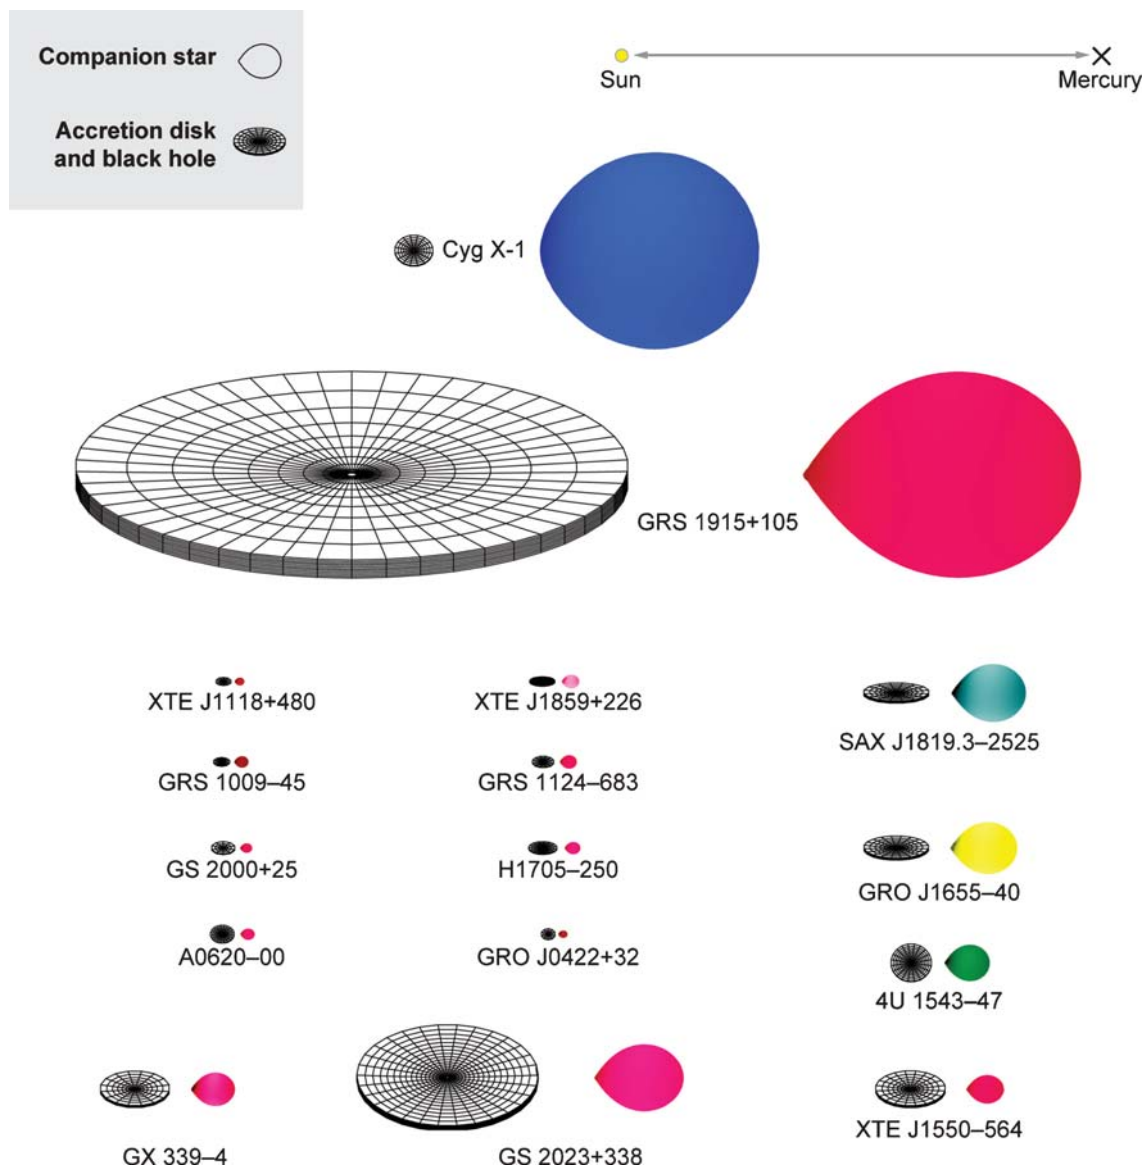 Companion star
Accretion disk
and black hole
Sun
Mercury
Cyg X-1
GRS 1915+105
XTE J1118+480
XTE J1859+226
SAX J1819.3–2525
GRS 1009–45
GRS 1124–683
GS 2000+25
H1705–250
GRO J1655–40
A0620–00
GRO J0422+32
4U 1543–47
GX 339–4
GS 2023+338
XTE J1550–564